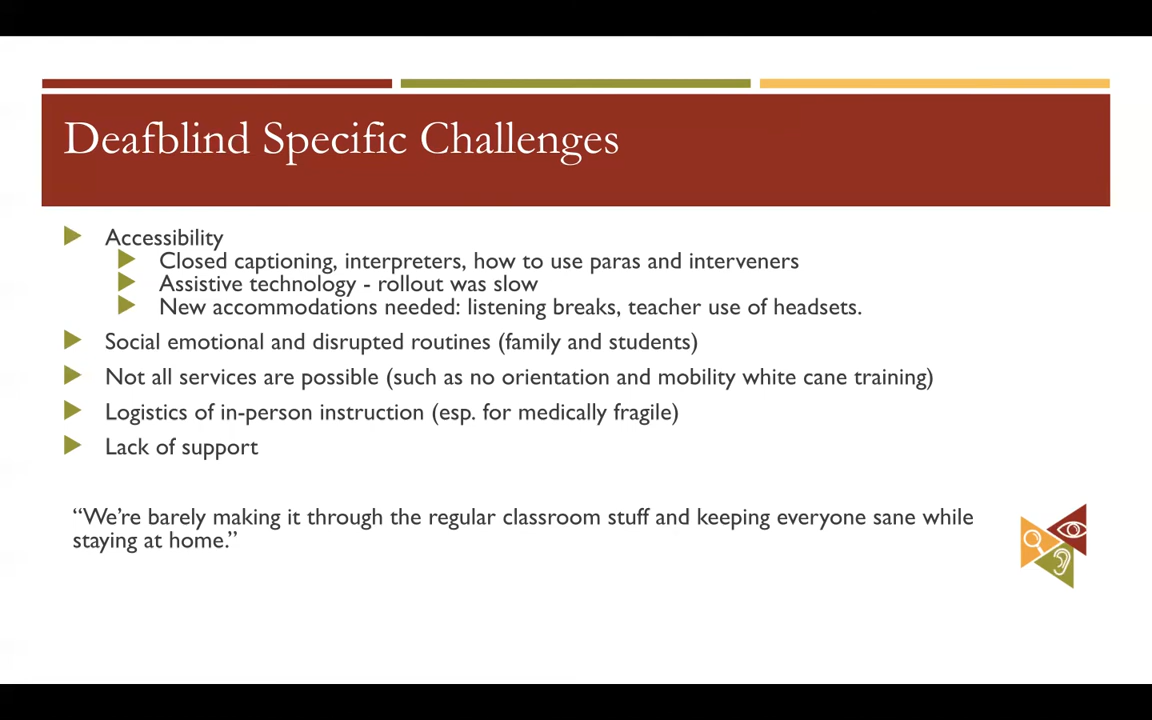 Deafblind Specific Challenges
Accessibility
Closed captioning, interpreters, how to use paras and interveners
Assistive technology - rollout was slow
New accommodations needed: listening breaks, teacher use of headsets.
Social emotional and disrupted routines (family and students)
Not all services are possible (such as no orientation and mobility white cane training)
Logistics of in-person instruction (esp. for medically fragile)
Lack of support
“We’re barely making it through the regular classroom stuff and keeping everyone sane while
staying at home.”